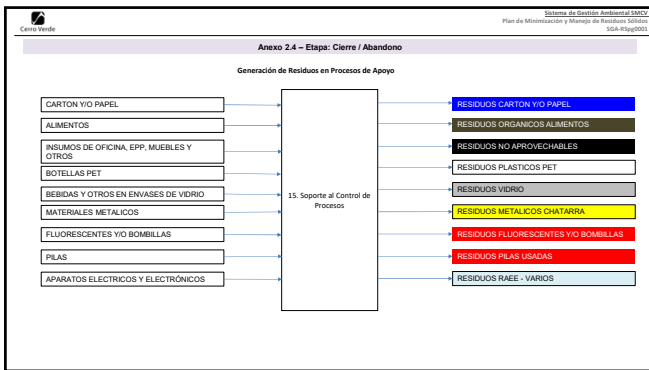 Cerro Verde
Sistema de Gestión Ambiental SMCV
Plan de Minimización y Manejo de Residuos Sólidos
SGA-RSpg0001
Anexo 2.4 – Etapa: Cierre / Abandono
Generación de Residuos en Procesos de Apoyo
CARTON Y/O PAPEL
ALIMENTOS
INSUMOS DE OFICINA, EPP, MUEBLES Y
OTROS
BOTELLAS PET
BEBIDAS Y OTROS EN ENVASES DE VIDRIO
MATERIALES METALICOS
FLUORESCENTES Y/O BOMBILLAS
PILAS
APARATOS ELECTRICOS Y ELECTRÓNICOS
15. Soporte al Control de
Procesos
RESIDUOS CARTON Y/O PAPEL
RESIDUOS ORGANICOS ALIMENTOS
RESIDUOS NO APROVECHABLES
RESIDUOS PLASTICOS PET
RESIDUOS VIDRIO
RESIDUOS METALICOS CHATARRA
RESIDUOS FLUORESCENTES Y/O BOMBILLAS
RESIDUOS PILAS USADAS
RESIDUOS RAEE - VARIOS